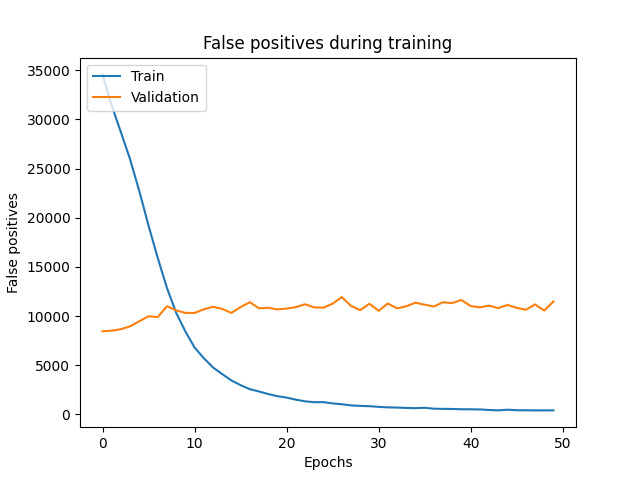 False positives during training
Train
Validation
False positives
35000
30000
25000
20000
15000
10000
5000
0
0 10 20 30 40 50
Epochs